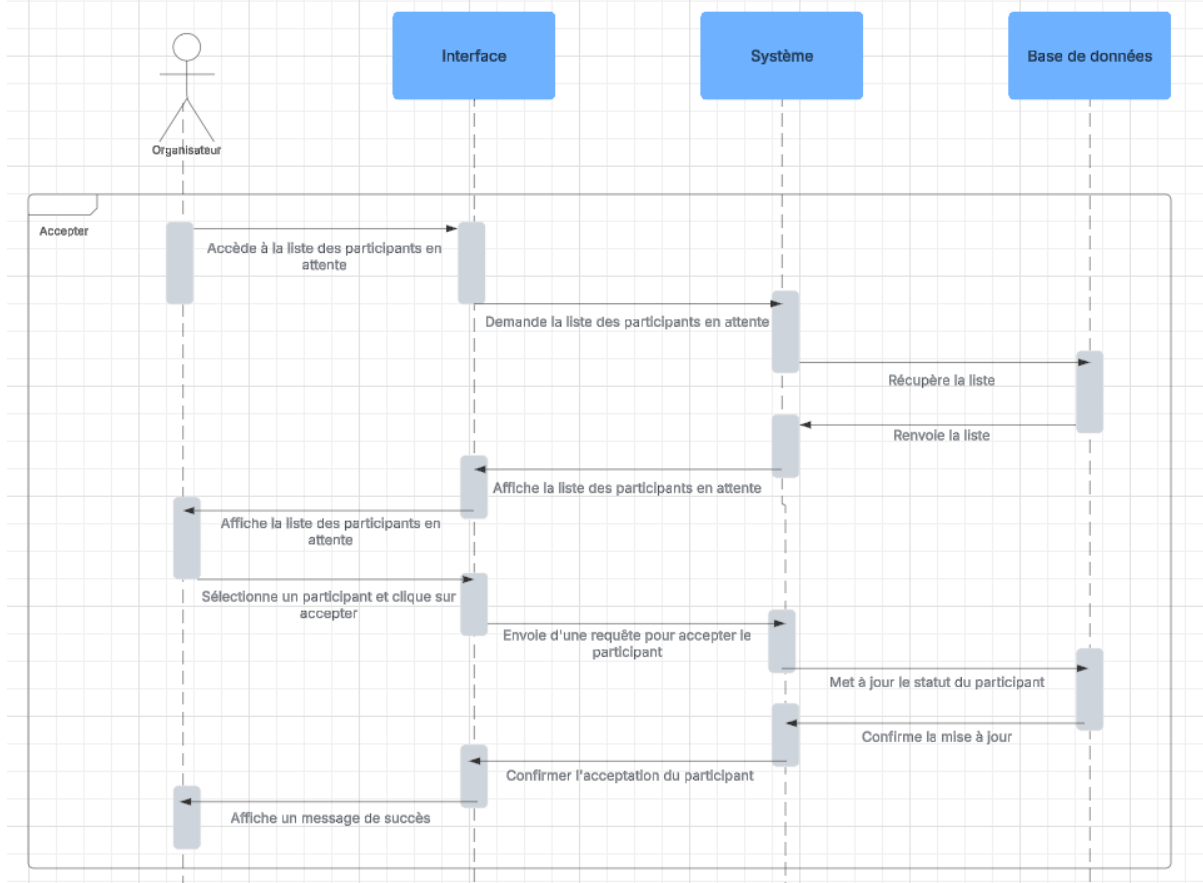 Interface
Système
Base de données
Organisateur
Accepter
Accède à la liste des participants en
attente
Demande la liste des participants en attente
Récupère la liste
Renvoie la liste
Affiche la liste des participants en attente
Affiche la liste des participants en
attente
Sélectionne un participant et clique sur
accepter
Envoie d'une requête pour accepter le
participant
Met à jour le statut du participant
Confirme la mise à jour
Confirmer l'acceptation du participant
Affiche un message de succès